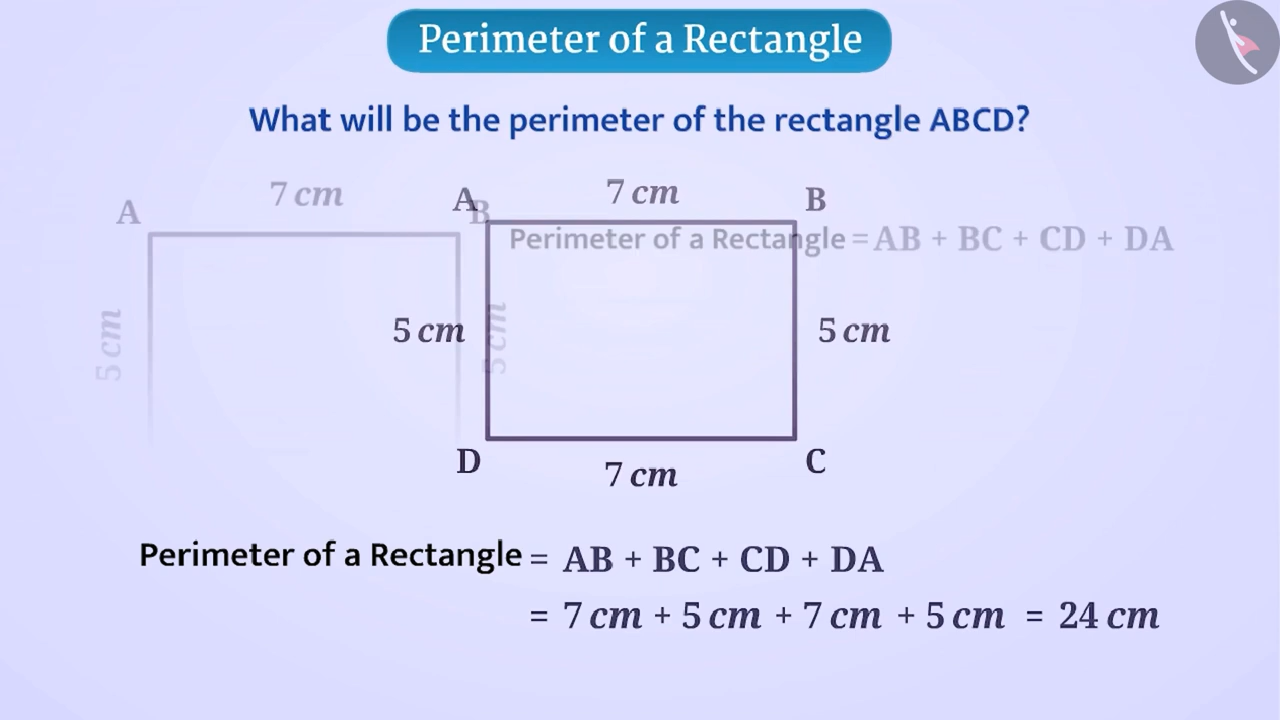 Perimeter of a Rectangle
What will be the perimeter of the rectangle ABCD?
A 7 cm B
5 cm 5 cm
Perimeter of a Rectangle = AB + BC + CD + DA
A 7 cm B
5 cm 5 cm
D 7 cm C
Perimeter of a Rectangle = AB + BC + CD + DA
= 7 cm + 5 cm + 7 cm + 5 cm = 24 cm